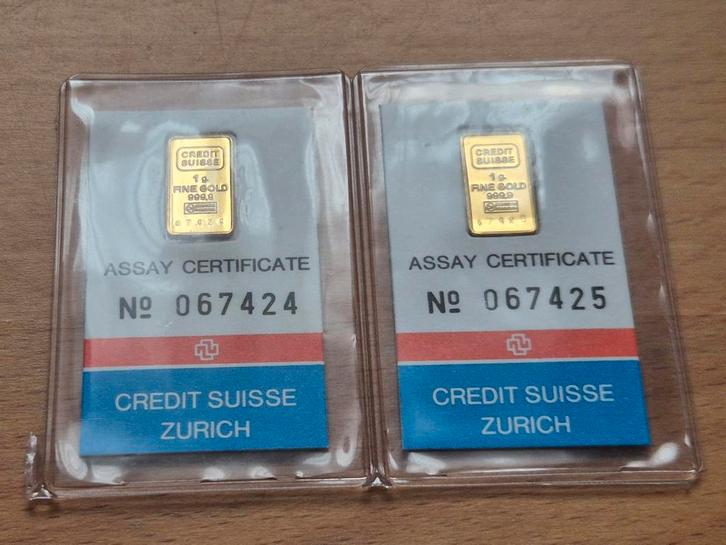 CREDIT
SUISSE
1 g.
FINE GOLD
999,9
ASSAY CERTIFICATE
Nº 067424
CREDIT SUISSE
ZURICH
CREDIT
SUISSE
1 g.
FINE GOLD
999,9
ASSAY CERTIFICATE
Nº 067425
CREDIT SUISSE
ZURICH